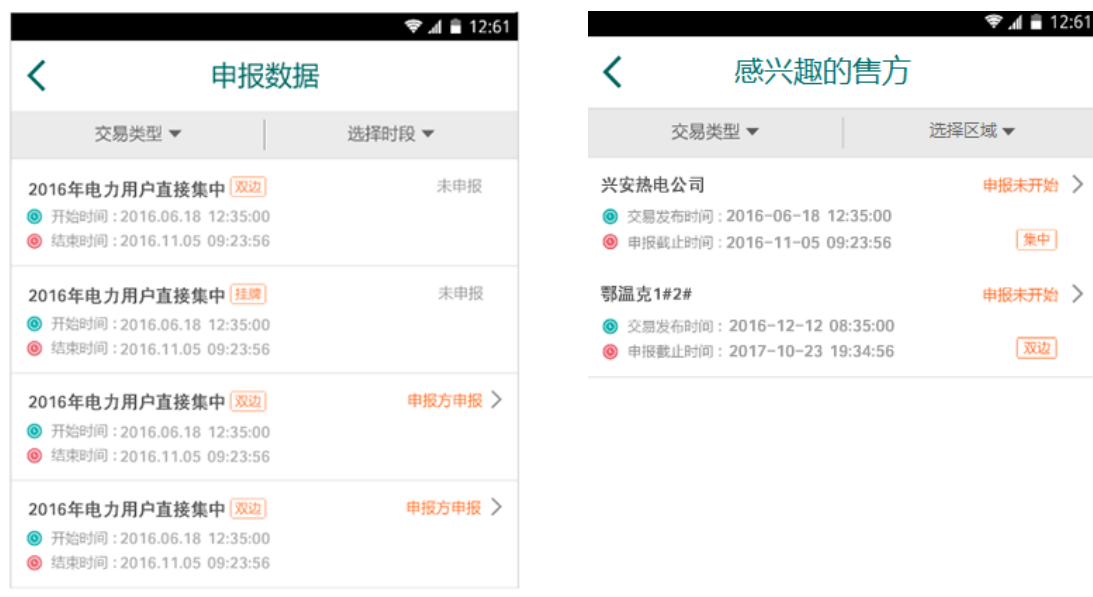 12:61
申报数据
交易类型 选择时段
2016年电力用户直接集中 双边 未申报
开始时间：2016.06.18 12:35:00
结束时间：2016.11.05 09:23:56
2016年电力用户直接集中 挂牌 未申报
开始时间：2016.06.18 12:35:00
结束时间：2016.11.05 09:23:56
2016年电力用户直接集中 双边 申报方申报
开始时间：2016.06.18 12:35:00
结束时间：2016.11.05 09:23:56
2016年电力用户直接集中 双边 申报方申报
开始时间：2016.06.18 12:35:00
结束时间：2016.11.05 09:23:56
12:61
感兴趣的售方
交易类型 选择区域
兴安热电公司 申报未开始
交易发布时间：2016-06-18 12:35:00
申报截止时间：2016-11-05 09:23:56 集中
鄂温克1#2# 申报未开始
交易发布时间：2016-12-12 08:35:00
申报截止时间：2017-10-23 19:34:56 双边